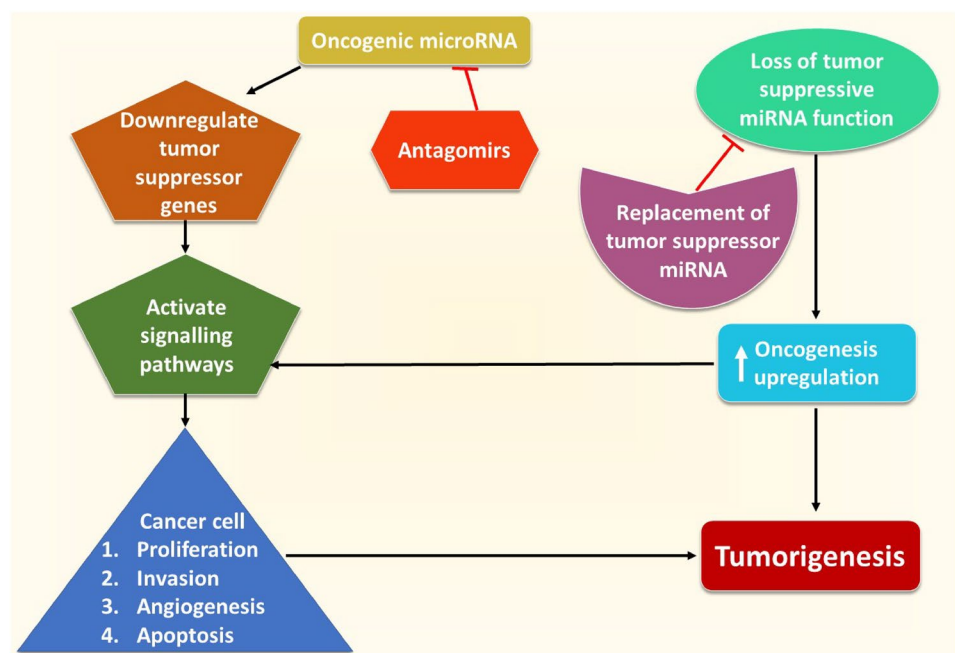 Oncogenic microRNA
Downregulate
tumor
suppressor
genes
Antagomirs
Loss of tumor
suppressive
miRNA function
Replacement of
tumor suppressor
miRNA
Activate
signalling
pathways
Oncogenesis
upregulation
Cancer cell
1. Proliferation
2. Invasion
3. Angiogenesis
4. Apoptosis
Tumorigenesis